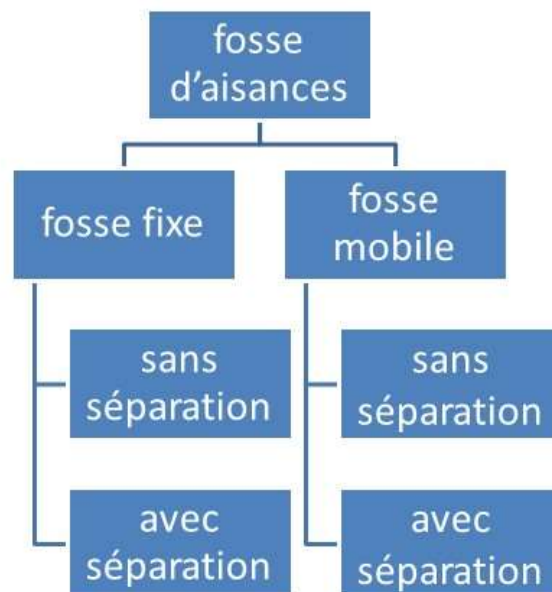 fosse
d’aisances
fosse fixe
fosse
mobile
sans
séparation
avec
séparation
sans
séparation
avec
séparation